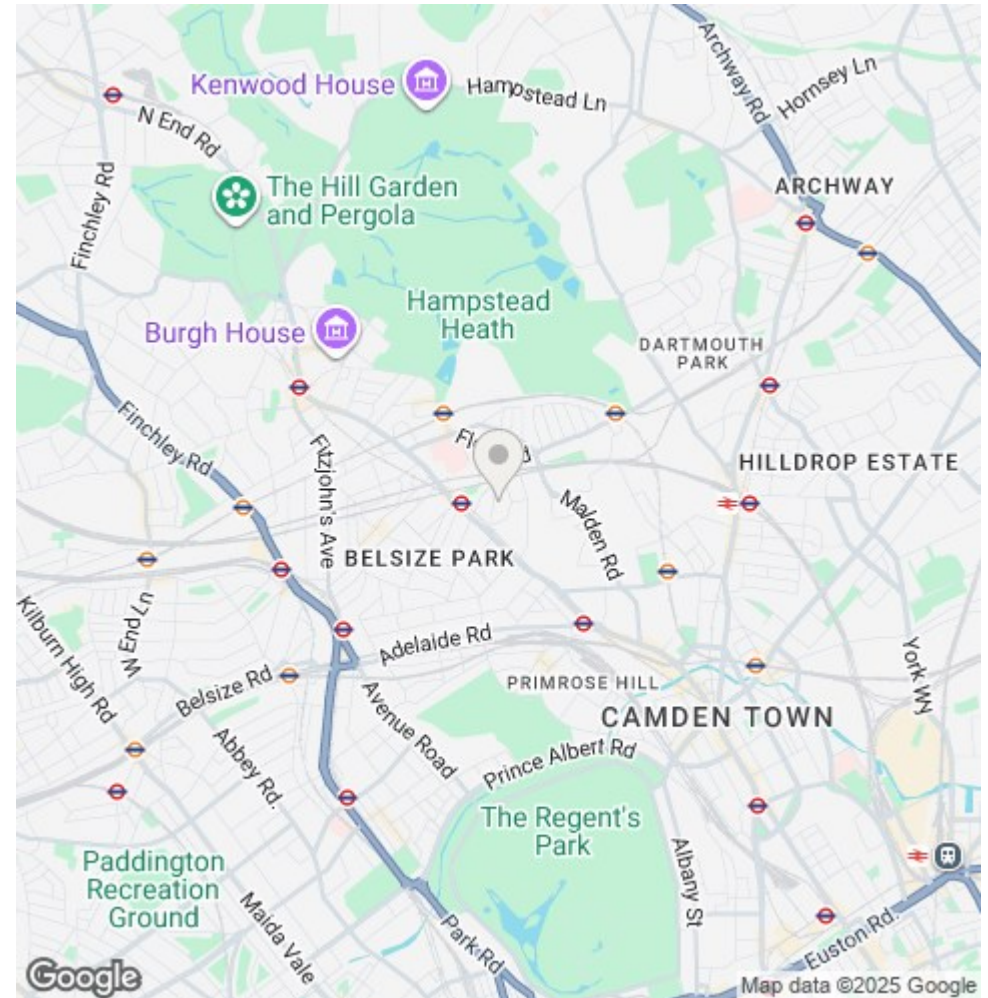 Kenwood House
Hampstead Ln
Archway Rd
Hornsey Ln
N End Rd
Finchley Rd
The Hill Garden
and Pergola
ARCHWAY
Hampstead
Heath
Burgh House
DARTMOUTH
PARK
Finchley Rd
Fitzjohn's Ave
HILLDROP ESTATE
Malden Rd
BELSIZE PARK
W End Ln
Kilburn High Rd
Adelaide Rd
Belsize Rd
York Wy
PRIMROSE HILL
Avenue Road
CAMDEN TOWN
Abbey Rd.
Prince Albert Rd
The Regent's
Park
Albany St
Paddington
Recreation
Ground
Maida Vale
Park Rd
Euston Rd.
Google
Map data ©2025 Google